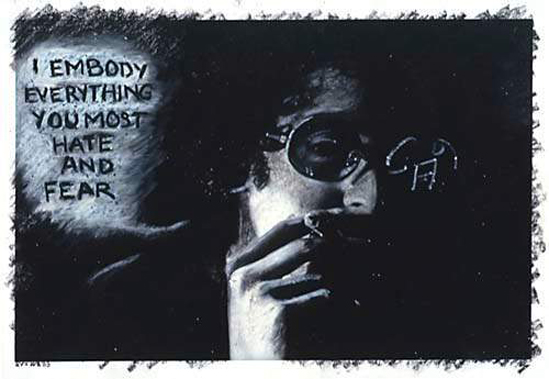 I EMBODY
EVERYTHING
YOU MOST
HATE
AND
FEAR